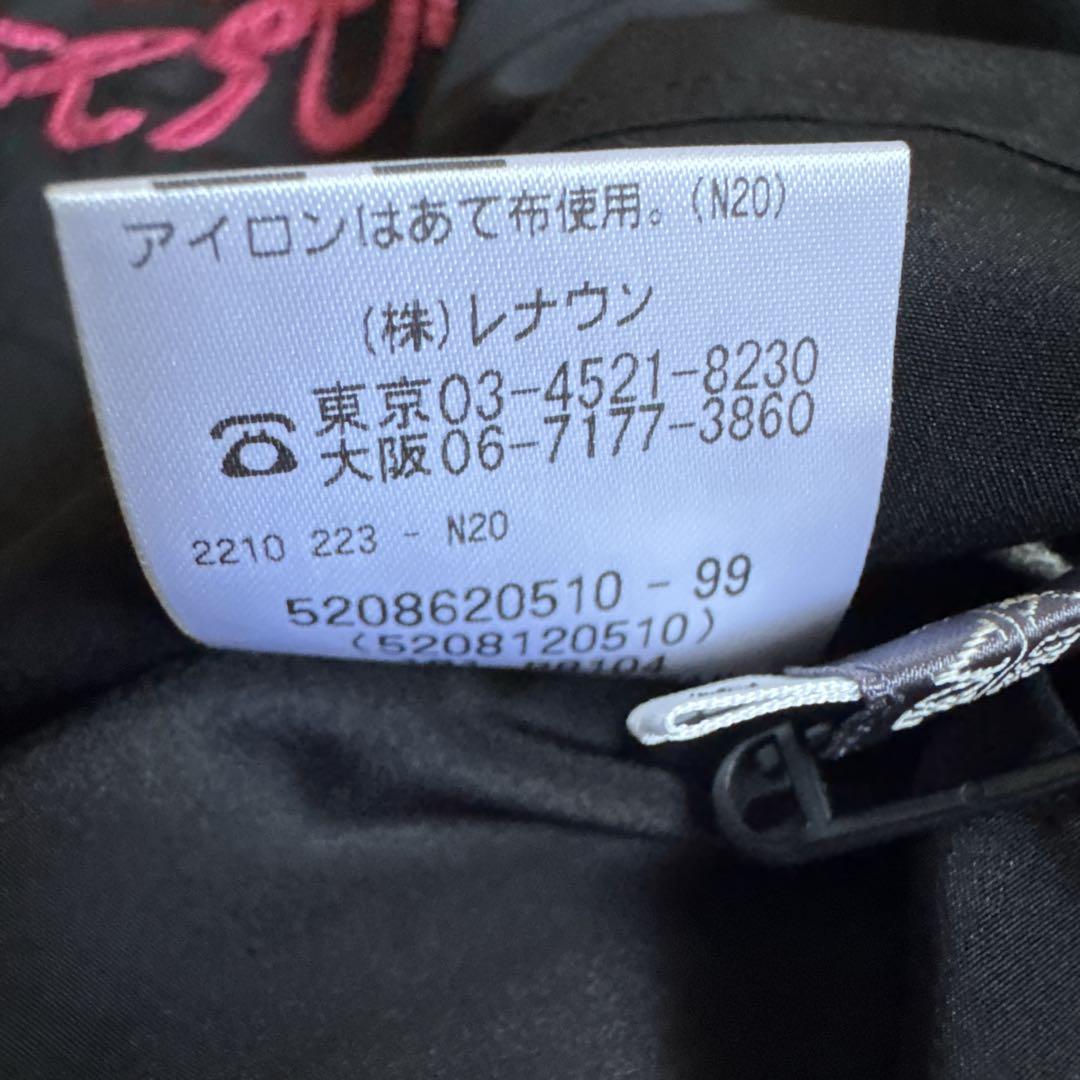 アイロンはあて布使用。(N20)
(株)レナウン
☎ 東京03-4521-8230
大阪06-7177-3860
2210 223 - N20
5208620510 - 99
(5208120510)